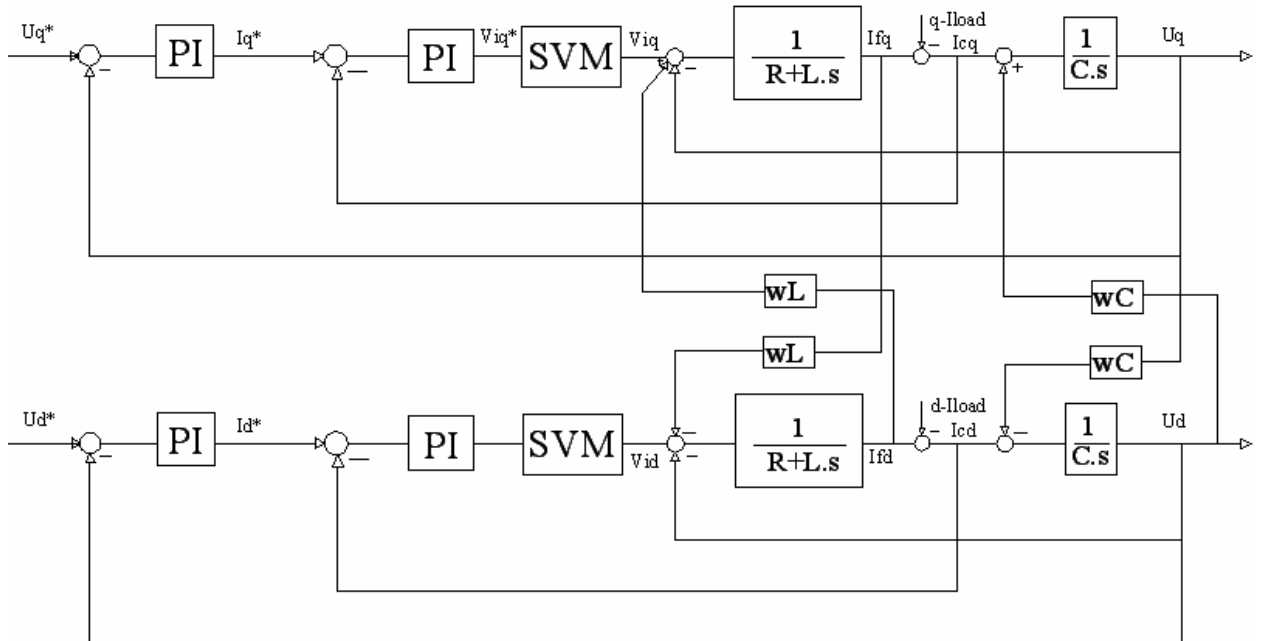 Uq* PI Iq* PI Viq* SVM Viq 1 Ifq q-Iload Icq 1 Uq
- — - R+L.s - + C.s
wL wC
wL wC
Ud* PI Id* PI SVM Vid — 1 Ifd d-Iload Icd — 1 Ud
- — - R+L.s - C.s